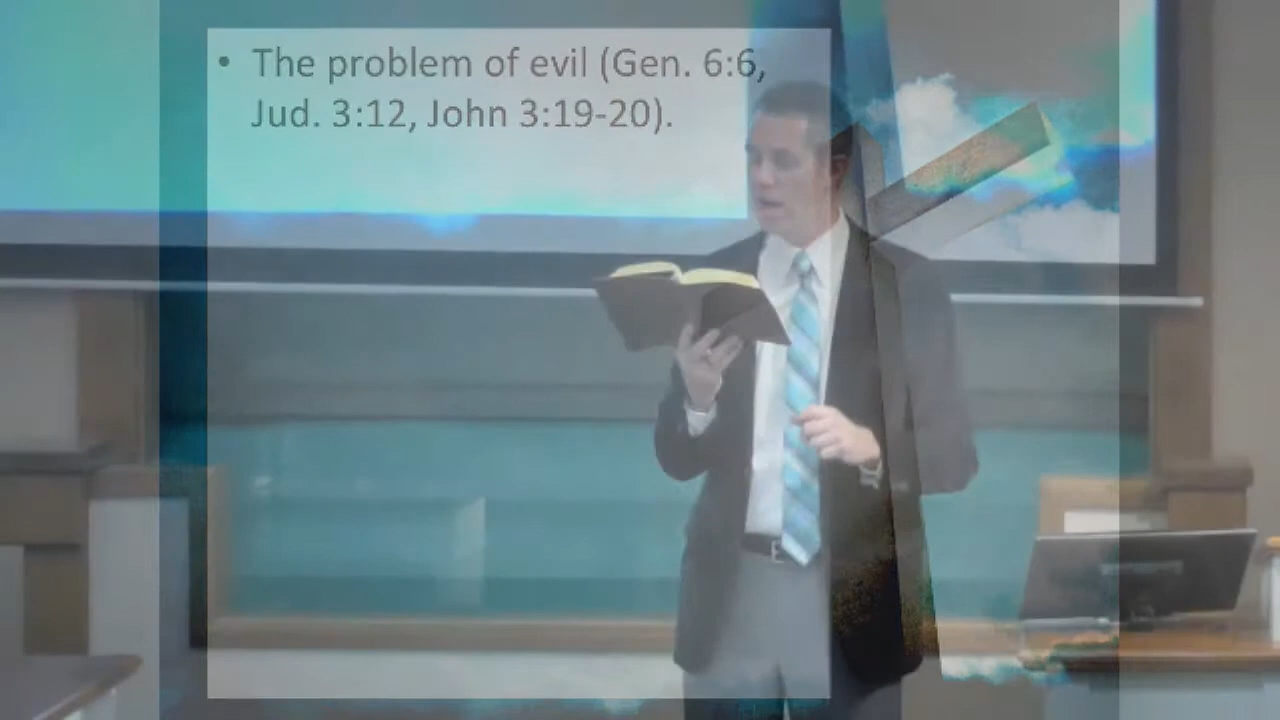 • The problem of evil (Gen. 6:6,
Jud. 3:12, John 3:19-20).